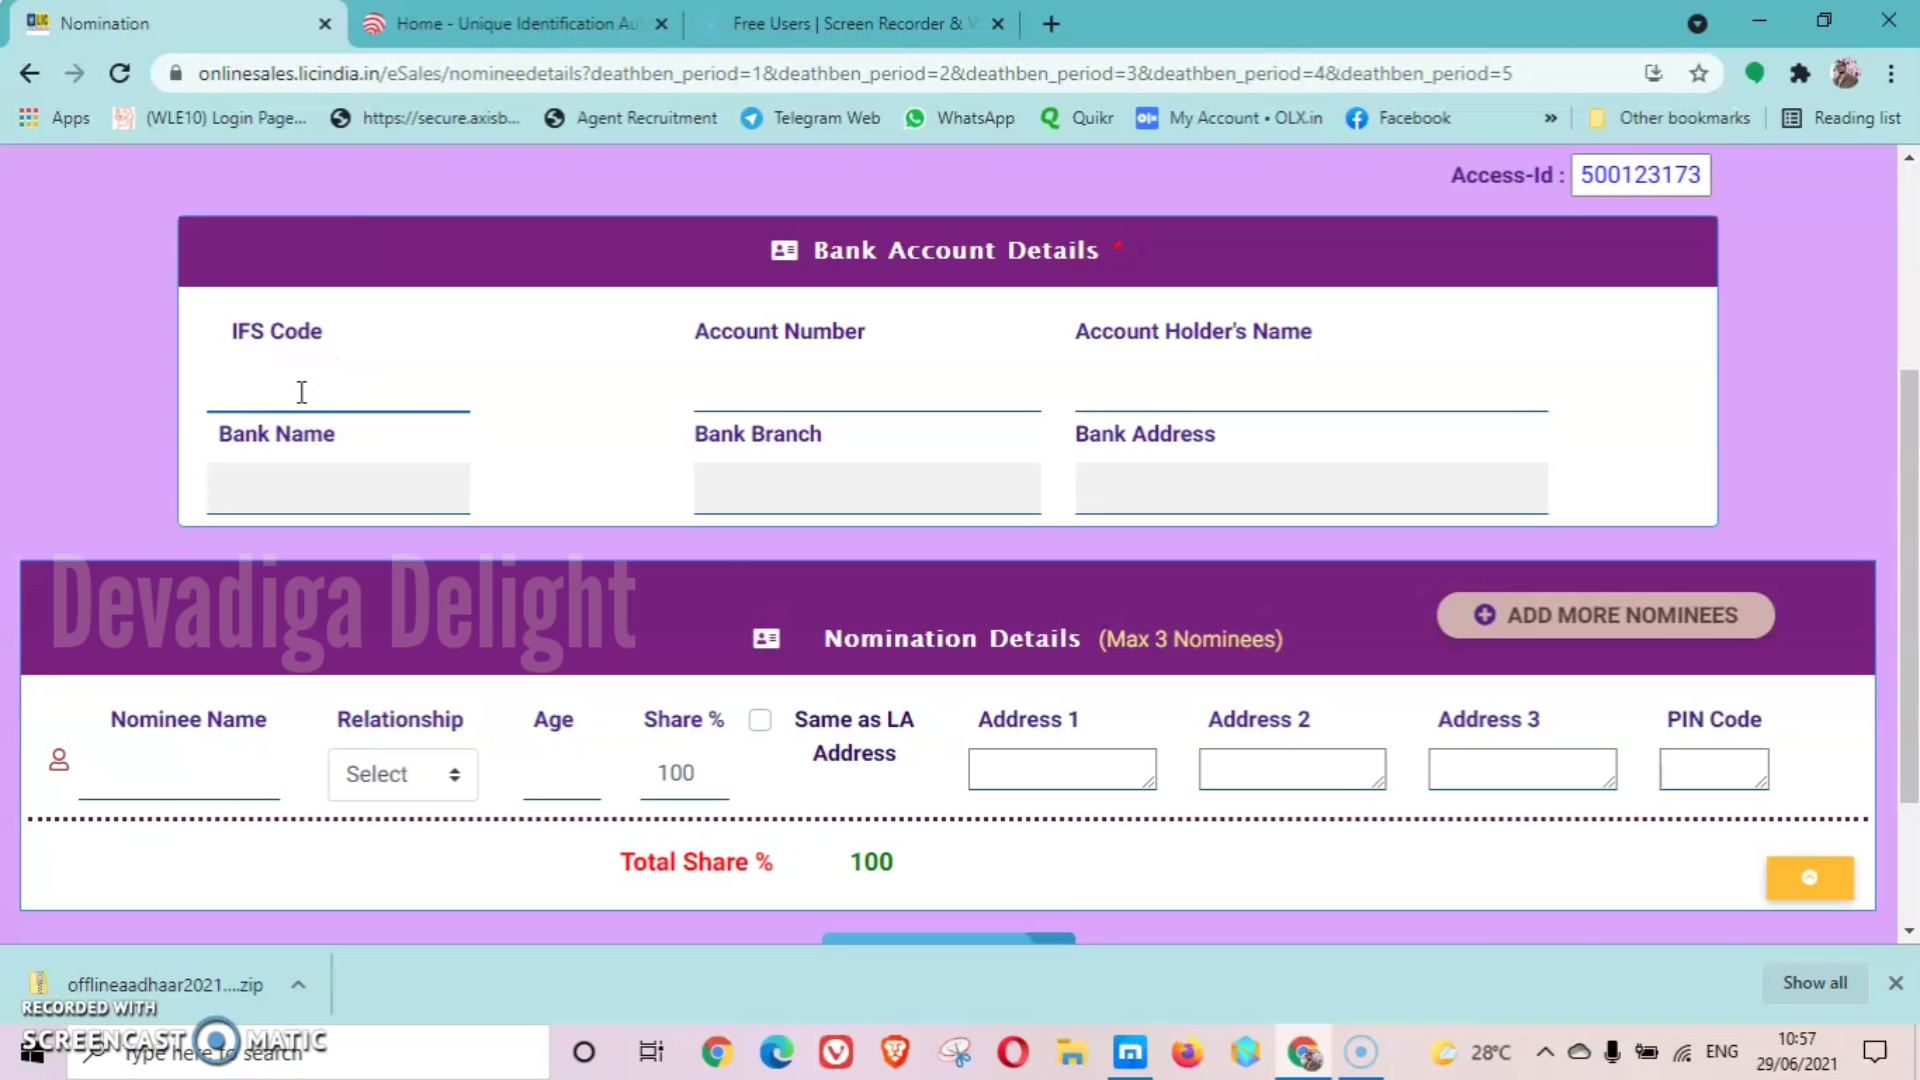 Nomination
Home - Unique Identification Au
Free Users | Screen Recorder & V
onlinesales.licindia.in/eSales/nomineedetails?deathben_period=1&deathben_period=2&deathben_period=3&deathben_period=4&deathben_period=5
Apps
(WLE10) Login Page...
https://secure.axisb...
Agent Recruitment
Telegram Web
WhatsApp
Quikr
My Account • OLX.in
Facebook
»
Other bookmarks
Reading list
Access-Id : 500123173
Bank Account Details *
IFS Code
Account Number
Account Holder's Name
Bank Name
Bank Branch
Bank Address
Devadiga Delight
Nomination Details (Max 3 Nominees)
ADD MORE NOMINEES
Nominee Name
Relationship
Age
Share %
Same as LA
Address
Address 1
Address 2
Address 3
PIN Code
Select
100
Total Share % 100
offlineaadhaar2021....zip
Show all
RECORDED WITH
SCREENCAST MATIC
Type here to search
28°C
ENG
10:57
29/06/2021